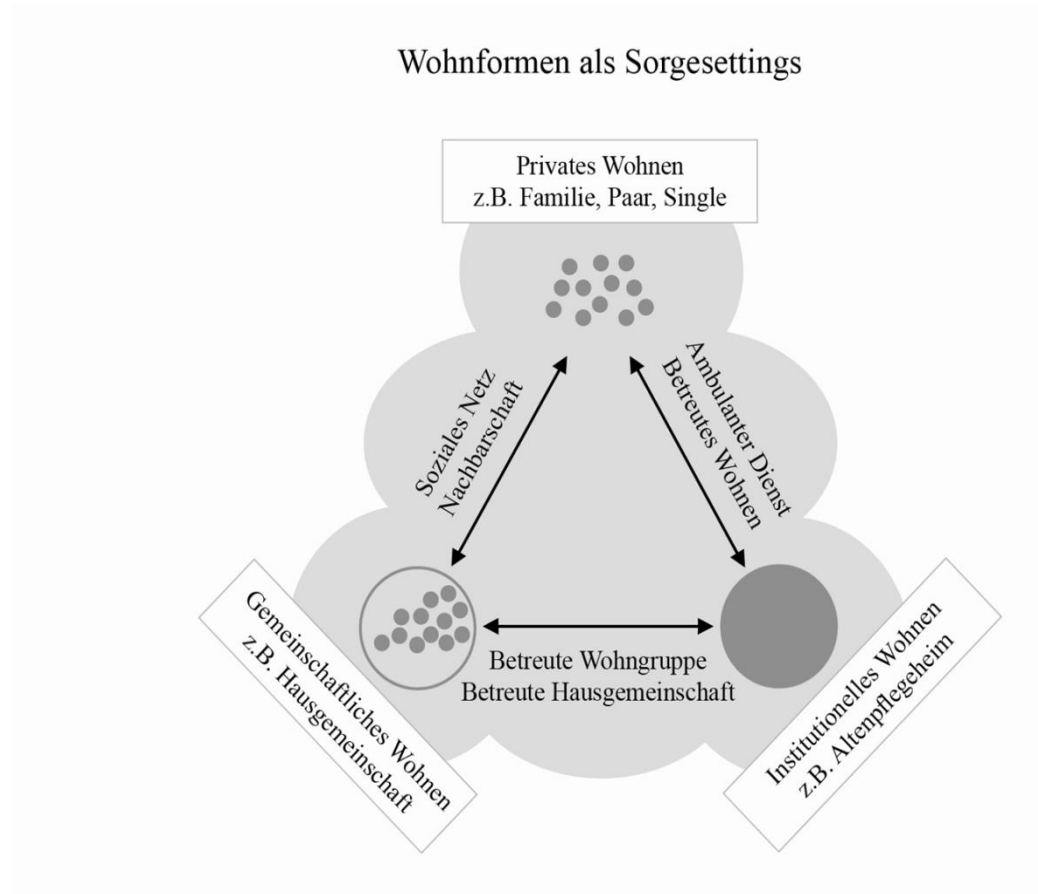 Wohnformen als Sorgesettings
Privates Wohnen
z.B. Familie, Paar, Single
Soziales Netz
Nachbarschaft
Ambulanter Dienst
Betreutes Wohnen
Gemeinschaftliches Wohnen
z.B. Hausgemeinschaft
Betreute Wohngruppe
Betreute Hausgemeinschaft
Institutionelles Wohnen
z.B. Altenpflegeheim